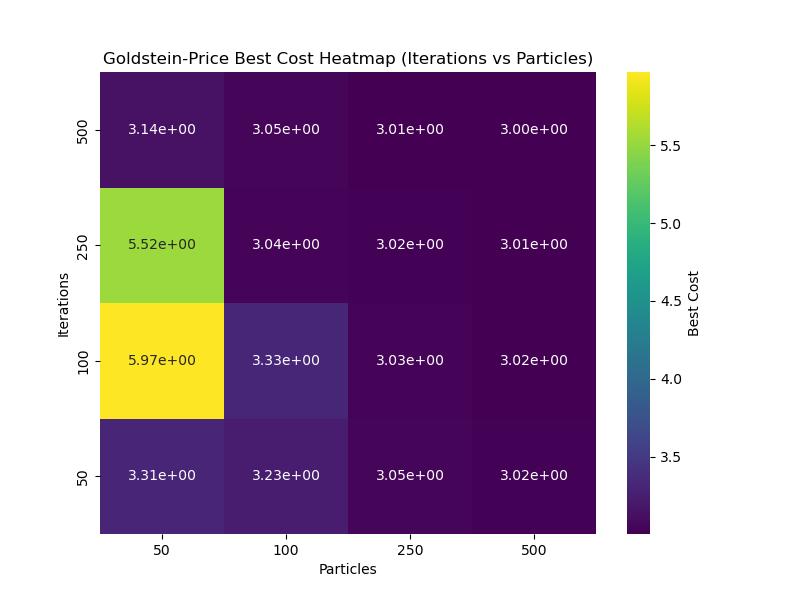 Goldstein-Price Best Cost Heatmap (Iterations vs Particles)
500 3.14e+00 3.05e+00 3.01e+00 3.00e+00
250 5.52e+00 3.04e+00 3.02e+00 3.01e+00
100 5.97e+00 3.33e+00 3.03e+00 3.02e+00
50 3.31e+00 3.23e+00 3.05e+00 3.02e+00
50 100 250 500
Particles
Iterations
5.5
5.0
4.5
4.0
3.5
Best Cost